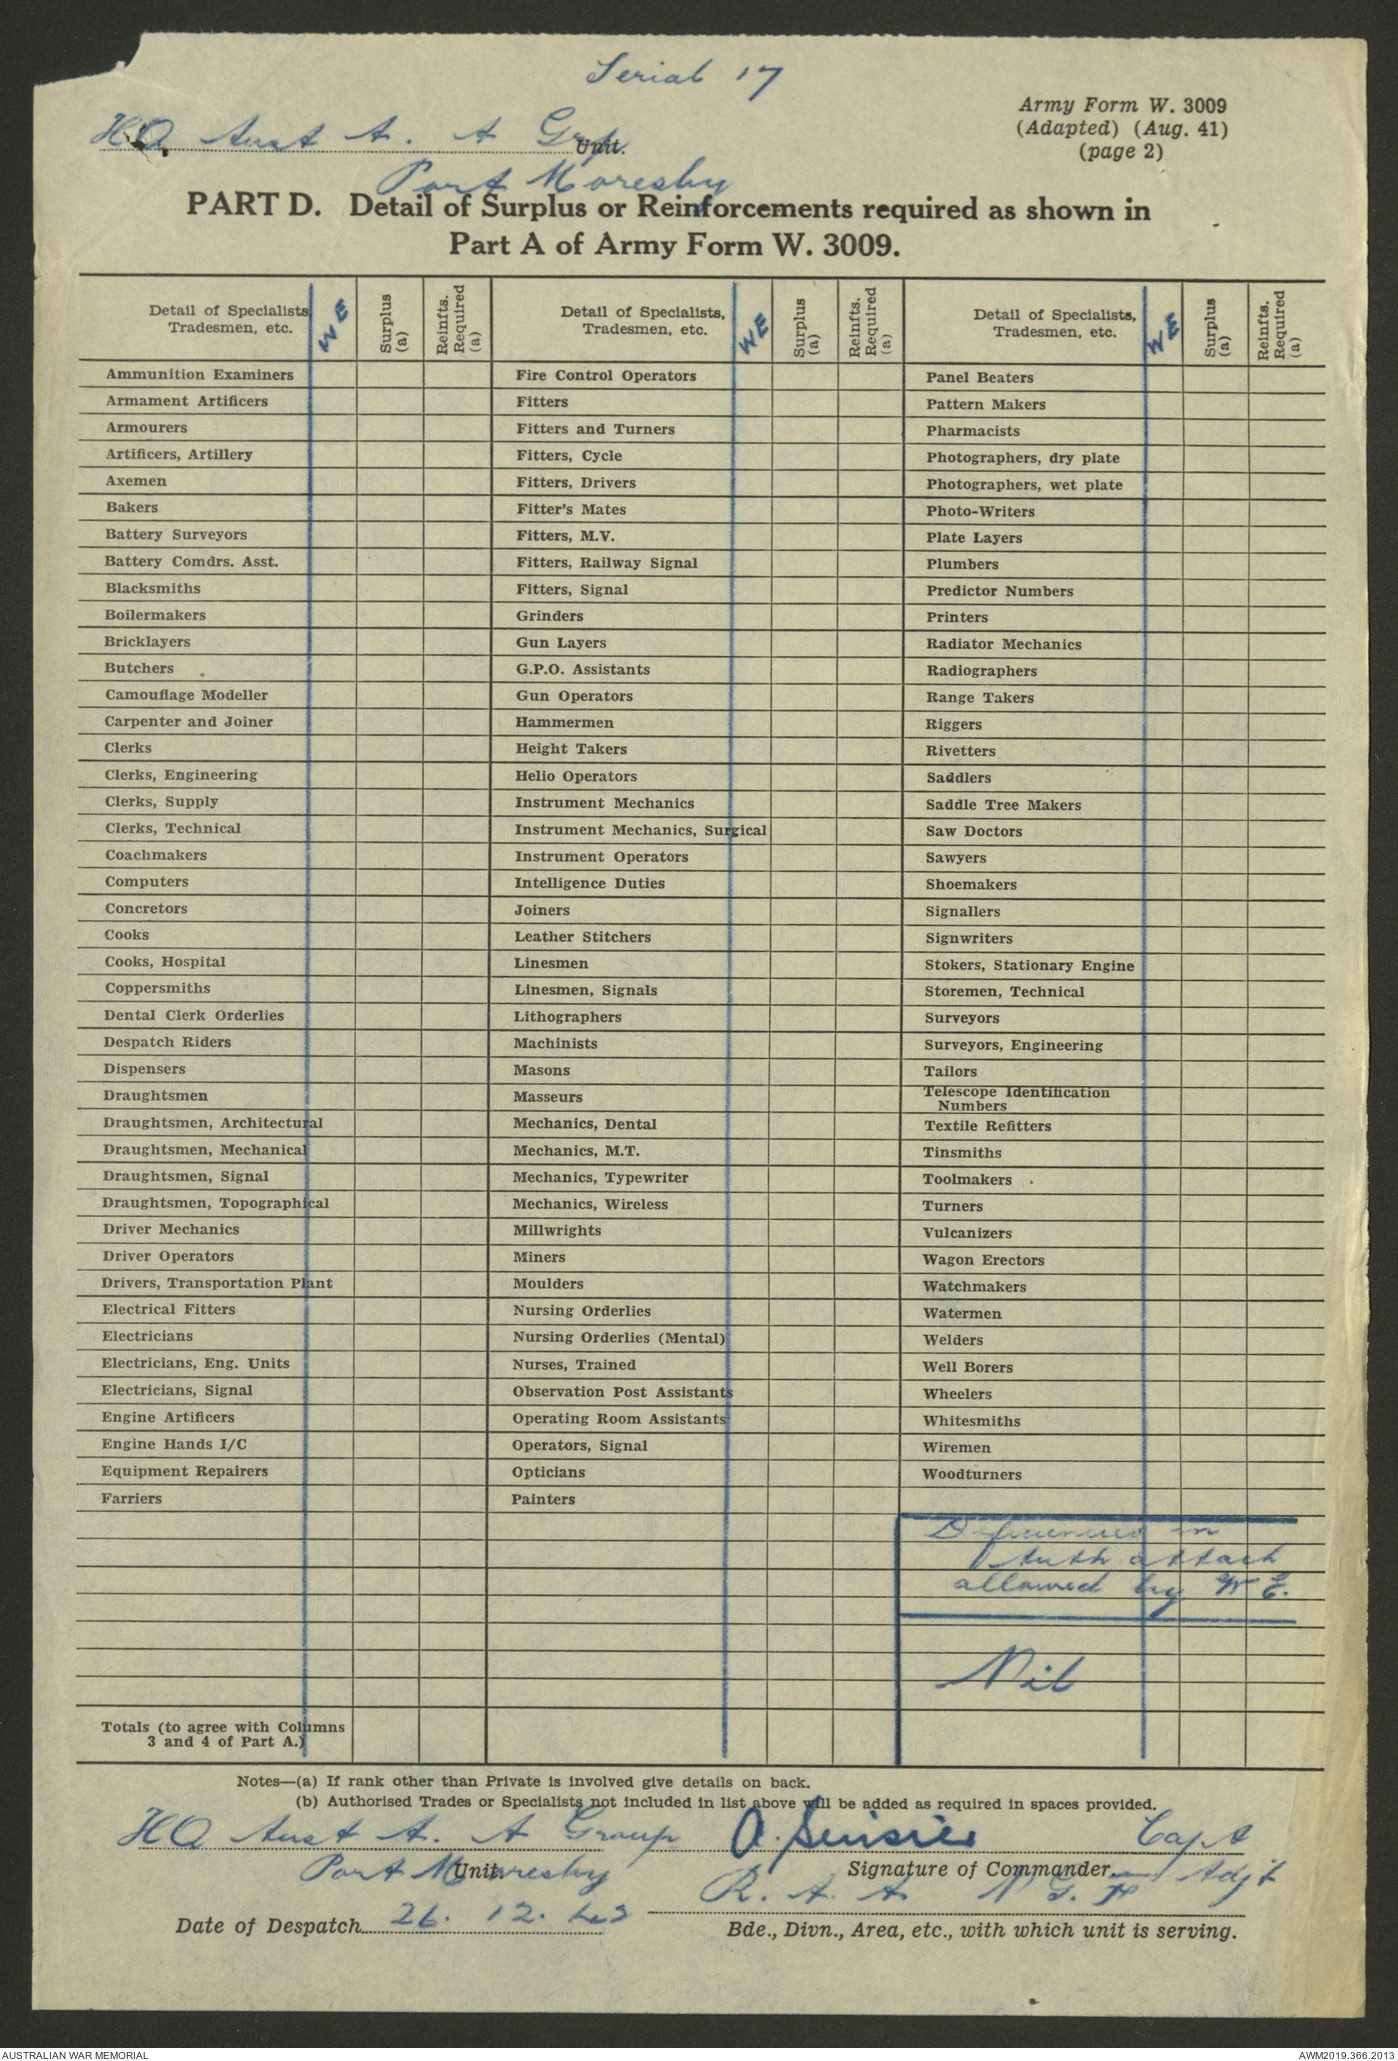 Serial 17
Army Form W. 3009
(Adapted) (Aug. 41)
(page 2)
HQ Aust A. A Grp Unit.
Port Moresby
PART D. Detail of Surplus or Reinforcements required as shown in
Part A of Army Form W. 3009.
Detail of Specialists, Tradesmen, etc. WE Surplus (a) Reinfts. Required (a) Detail of Specialists, Tradesmen, etc. WE Surplus (a) Reinfts. Required (a) Detail of Specialists, Tradesmen, etc. WE Surplus (a) Reinfts. Required (a)
Ammunition Examiners Fire Control Operators Panel Beaters
Armament Artificers Fitters Pattern Makers
Armourers Fitters and Turners Pharmacists
Artificers, Artillery Fitters, Cycle Photographers, dry plate
Axemen Fitters, Drivers Photographers, wet plate
Bakers Fitter's Mates Photo-Writers
Battery Surveyors Fitters, M.V. Plate Layers
Battery Comdrs. Asst. Fitters, Railway Signal Plumbers
Blacksmiths Fitters, Signal Predictor Numbers
Boilermakers Grinders Printers
Bricklayers Gun Layers Radiator Mechanics
Butchers G.P.O. Assistants Radiographers
Camouflage Modeller Gun Operators Range Takers
Carpenter and Joiner Hammermen Riggers
Clerks Height Takers Rivetters
Clerks, Engineering Helio Operators Saddlers
Clerks, Supply Instrument Mechanics Saddle Tree Makers
Clerks, Technical Instrument Mechanics, Surgical Saw Doctors
Coachmakers Instrument Operators Sawyers
Computers Intelligence Duties Shoemakers
Concretors Joiners Signallers
Cooks Leather Stitchers Signwriters
Cooks, Hospital Linesmen Stokers, Stationary Engine
Coppersmiths Linesmen, Signals Storemen, Technical
Dental Clerk Orderlies Lithographers Surveyors
Despatch Riders Machinists Surveyors, Engineering
Dispensers Masons Tailors
Draughtsmen Masseurs Telescope Identification Numbers
Draughtsmen, Architectural Mechanics, Dental Textile Refitters
Draughtsmen, Mechanical Mechanics, M.T. Tinsmiths
Draughtsmen, Signal Mechanics, Typewriter Toolmakers
Draughtsmen, Topographical Mechanics, Wireless Turners
Driver Mechanics Millwrights Vulcanizers
Driver Operators Miners Wagon Erectors
Drivers, Transportation Plant Moulders Watchmakers
Electrical Fitters Nursing Orderlies Watermen
Electricians Nursing Orderlies (Mental) Welders
Electricians, Eng. Units Nurses, Trained Well Borers
Electricians, Signal Observation Post Assistants Wheelers
Engine Artificers Operating Room Assistants Whitesmiths
Engine Hands I/C Operators, Signal Wiremen
Equipment Repairers Opticians Woodturners
Farriers Painters
Deficiencies in
Auth attach
allowed by W E.
Nil
Totals (to agree with Columns
3 and 4 of Part A.)
Notes—(a) If rank other than Private is involved give details on back.
(b) Authorised Trades or Specialists not included in list above will be added as required in spaces provided.
HQ Aust A. A Group Capt
Port Moresby Unit. Signature of Commander. Adjt
R. A. A N.G.F
Date of Despatch 26. 12. 42
Bde., Divn., Area, etc., with which unit is serving.
AUSTRALIAN WAR MEMORIAL
AWM2019.366.2013